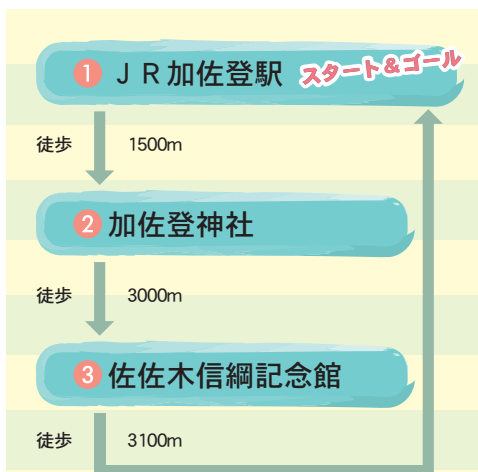 1 JR加佐登駅 スタート&ゴール
徒歩 1500m
2 加佐登神社
徒歩 3000m
3 佐佐木信綱記念館
徒歩 3100m